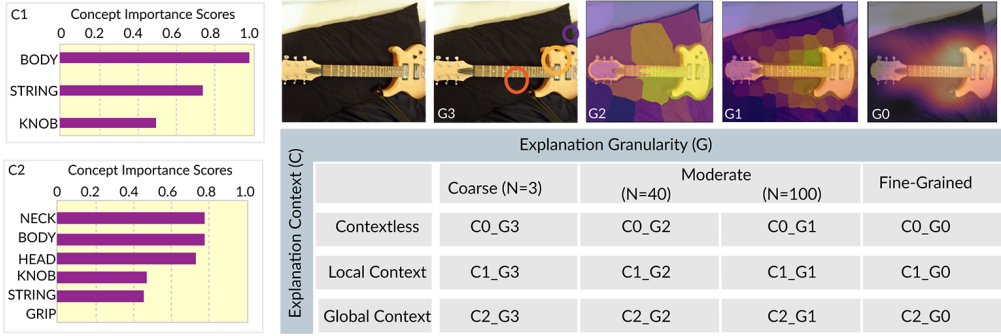 C1 Concept Importance Scores
0 0.2 0.4 0.6 0.8 1.0
BODY
STRING
KNOB
C2 Concept Importance Scores
0 0.2 0.4 0.6 0.8 1.0
NECK
BODY
HEAD
KNOB
STRING
GRIP
G3 G2 G1 G0
Explanation Granularity (G)
Explanation Context (C)
Coarse (N=3) Moderate Fine-Grained
(N=40) (N=100)
Contextless C0_G3 C0_G2 C0_G1 C0_G0
Local Context C1_G3 C1_G2 C1_G1 C1_G0
Global Context C2_G3 C2_G2 C2_G1 C2_G0